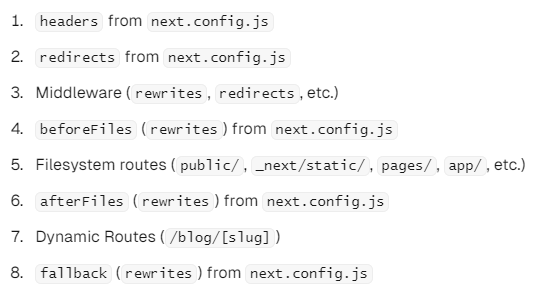 1. headers from next.config.js
2. redirects from next.config.js
3. Middleware (rewrites, redirects, etc.)
4. beforeFiles (rewrites) from next.config.js
5. Filesystem routes (public/, _next/static/, pages/, app/, etc.)
6. afterFiles (rewrites) from next.config.js
7. Dynamic Routes (/blog/[slug])
8. fallback (rewrites) from next.config.js